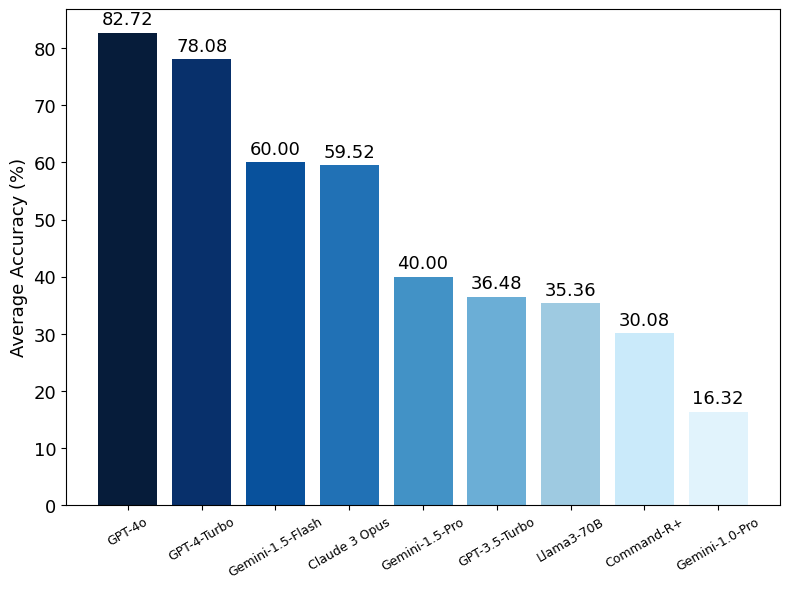 82.72
78.08
60.00
59.52
40.00
36.48
35.36
30.08
16.32
Average Accuracy (%)
80
70
60
50
40
30
20
10
0
GPT-4o
GPT-4-Turbo
Gemini-1.5-Flash
Claude 3 Opus
Gemini-1.5-Pro
GPT-3.5-Turbo
Llama3-70B
Command-R+
Gemini-1.0-Pro